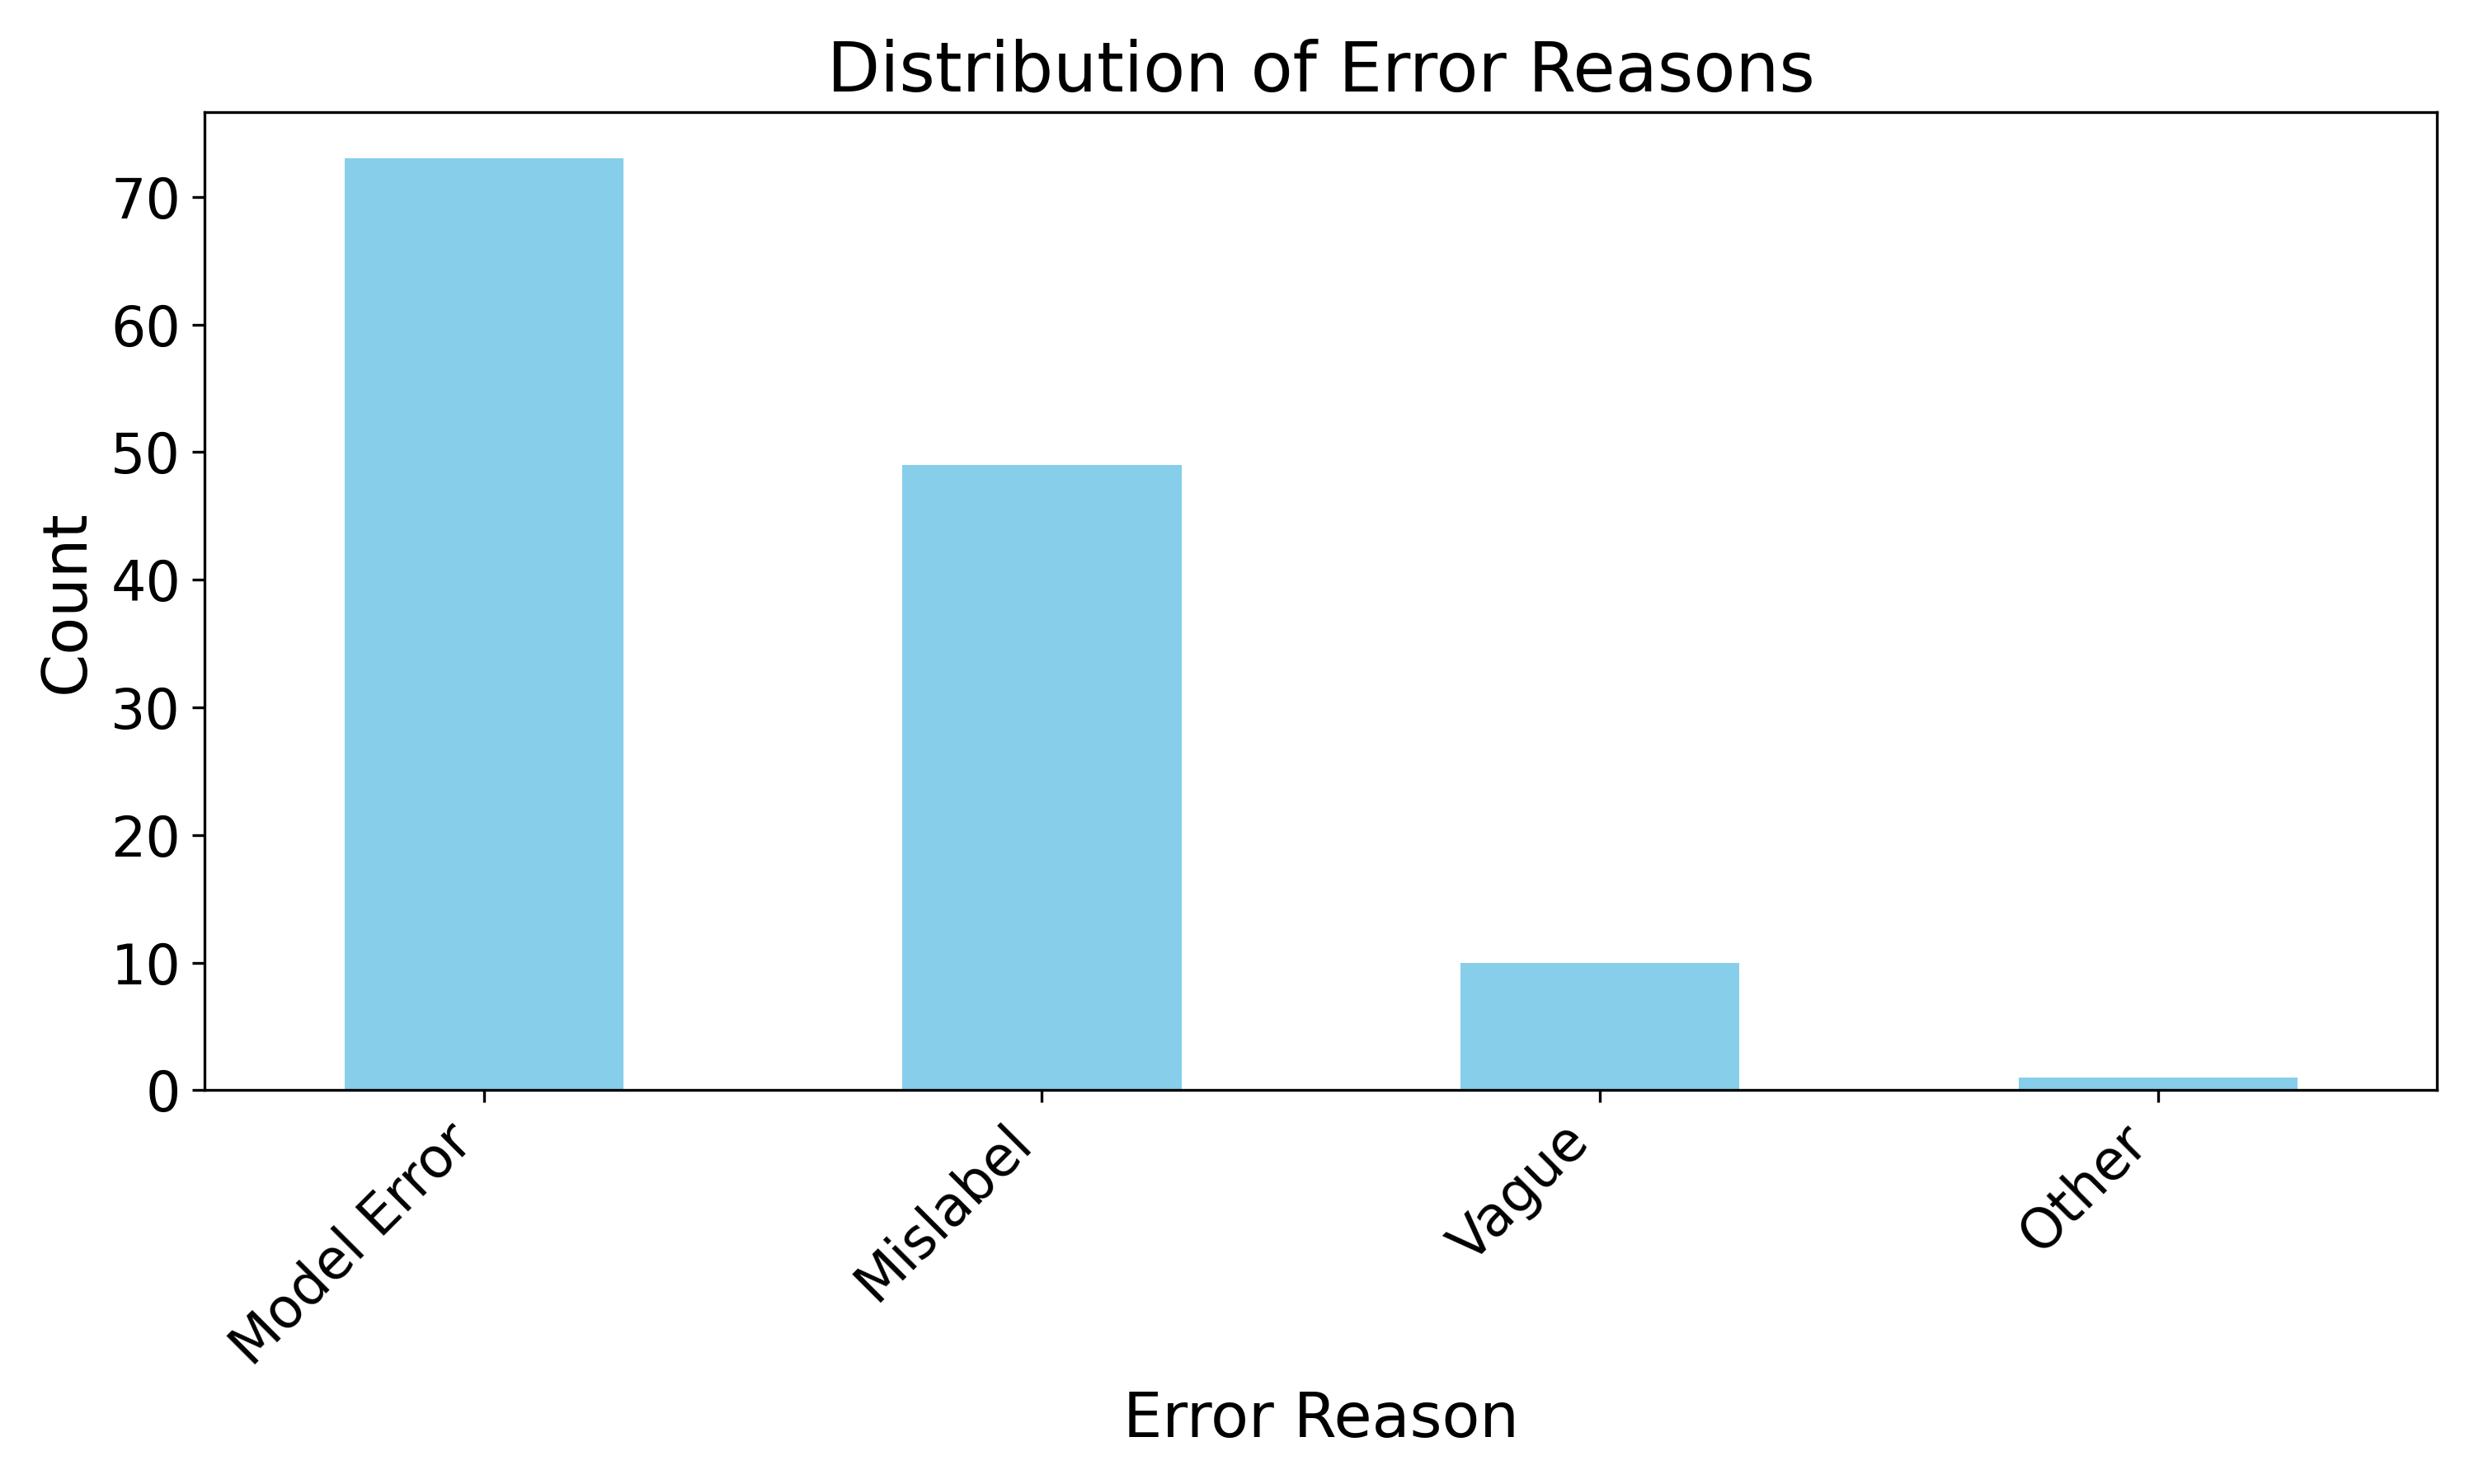 Distribution of Error Reasons
70
60
50
40
30
20
10
0
Count
Model Error
Mislabel
Vague
Other
Error Reason